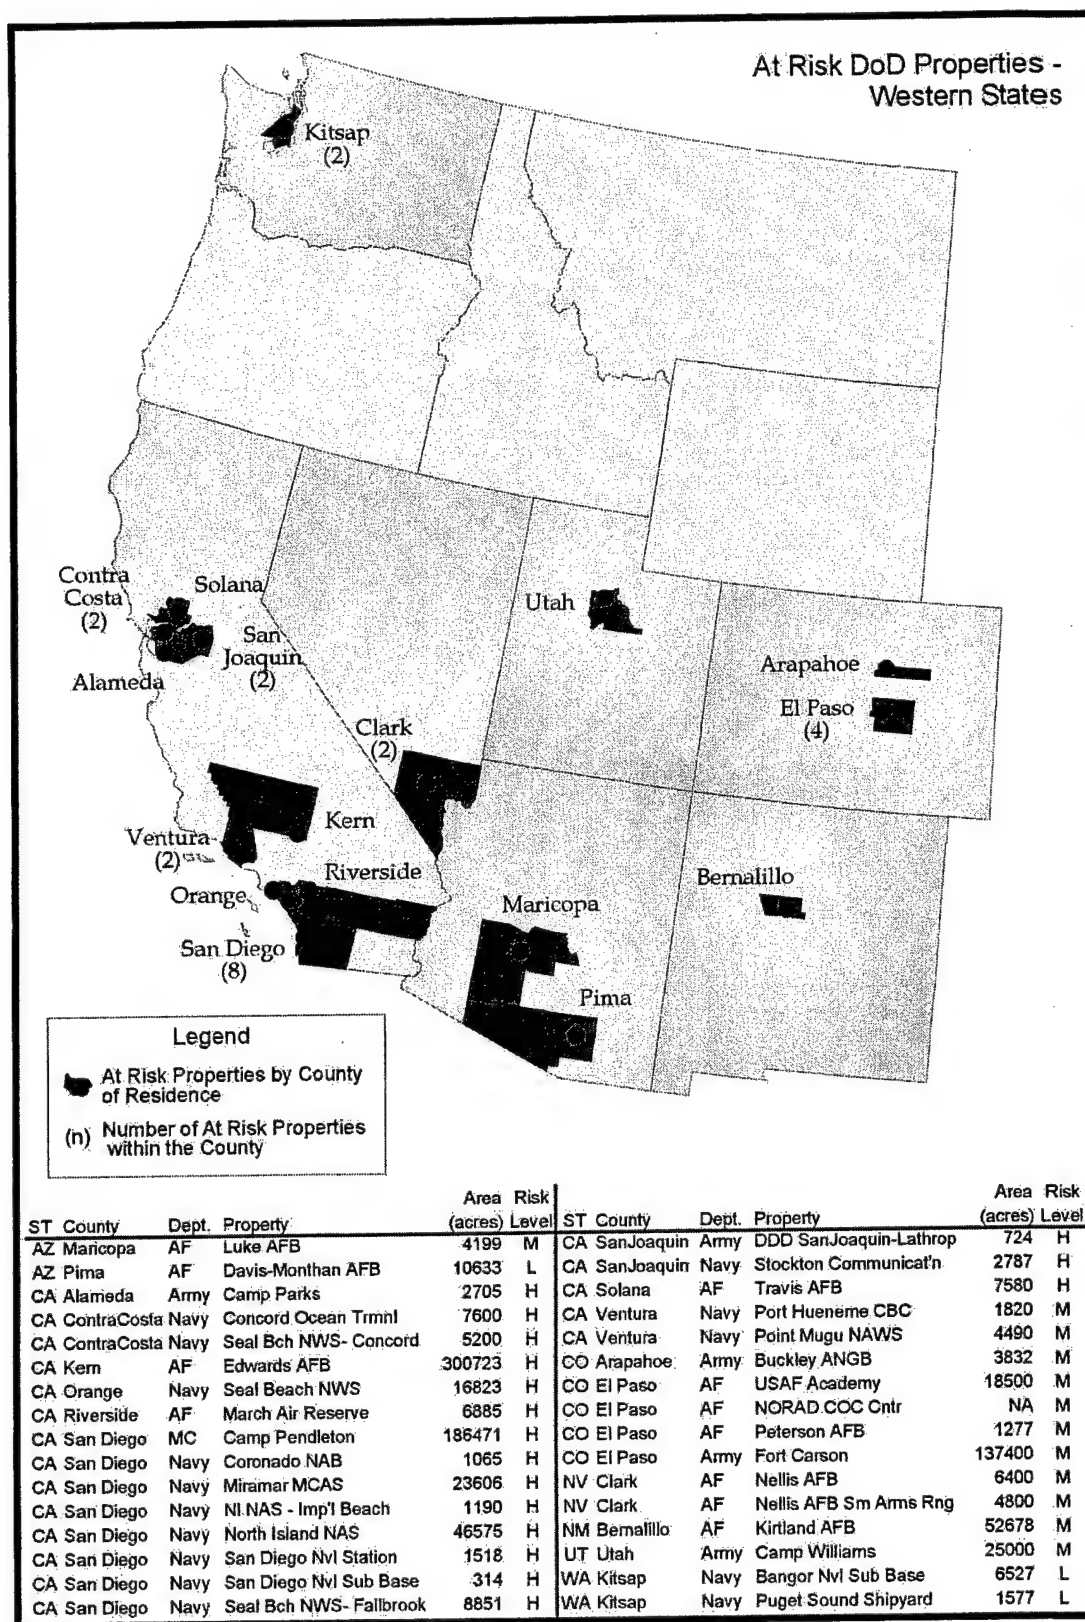 At Risk DoD Properties -
Western States
Kitsap
(2)
Contra
Costa
(2)
Solana
San
Joaquin
(2)
Alameda
Utah
Arapahoe
El Paso
(4)
Clark
(2)
Kern
Ventura
(2)
Riverside
Orange
San Diego
(8)
Maricopa
Bernalillo
Pima
Legend
At Risk Properties by County
of Residence
(n) Number of At Risk Properties
within the County
Area Risk
ST County Dept. Property (acres) Level
AZ Maricopa AF Luke AFB 4199 M
AZ Pima AF Davis-Monthan AFB 10633 L
CA Alameda Army Camp Parks 2705 H
CA ContraCosta Navy Concord Ocean Trmnl 7600 H
CA ContraCosta Navy Seal Bch NWS- Concord 5200 H
CA Kern AF Edwards AFB 300723 H
CA Orange Navy Seal Beach NWS 16823 H
CA Riverside AF March Air Reserve 6885 H
CA San Diego MC Camp Pendleton 186471 H
CA San Diego Navy Coronado NAB 1065 H
CA San Diego Navy Miramar MCAS 23606 H
CA San Diego Navy NI NAS - Imp'l Beach 1190 H
CA San Diego Navy North Island NAS 46575 H
CA San Diego Navy San Diego Nvl Station 1518 H
CA San Diego Navy San Diego Nvl Sub Base 314 H
CA San Diego Navy Seal Bch NWS- Fallbrook 8851 H
Area Risk
ST County Dept. Property (acres) Level
CA SanJoaquin Army DDD SanJoaquin-Lathrop 724 H
CA SanJoaquin Navy Stockton Communicat'n 2787 H
CA Solana AF Travis AFB 7580 H
CA Ventura Navy Port Hueneme CBC 1820 M
CA Ventura Navy Point Mugu NAWS 4490 M
CO Arapahoe Army Buckley ANGB 3832 M
CO El Paso AF USAF Academy 18500 M
CO El Paso AF NORAD COC Cntr NA M
CO El Paso AF Peterson AFB 1277 M
CO El Paso Army Fort Carson 137400 M
NV Clark AF Nellis AFB 6400 M
NV Clark AF Nellis AFB Sm Arms Rng 4800 M
NM Bernalillo AF Kirtland AFB 52678 M
UT Utah Army Camp Williams 25000 M
WA Kitsap Navy Bangor Nvl Sub Base 6527 L
WA Kitsap Navy Puget Sound Shipyard 1577 L